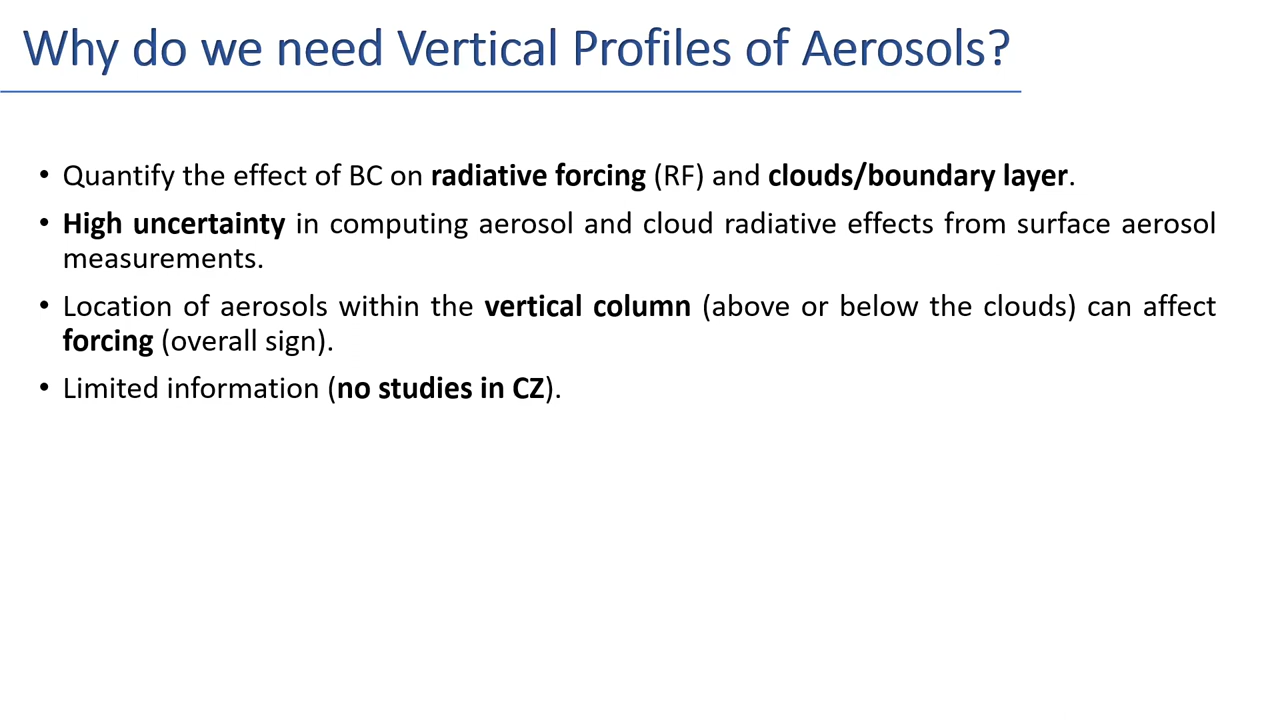 Why do we need Vertical Profiles of Aerosols?
• Quantify the effect of BC on radiative forcing (RF) and clouds/boundary layer.
• High uncertainty in computing aerosol and cloud radiative effects from surface aerosol
measurements.
• Location of aerosols within the vertical column (above or below the clouds) can affect
forcing (overall sign).
• Limited information (no studies in CZ).